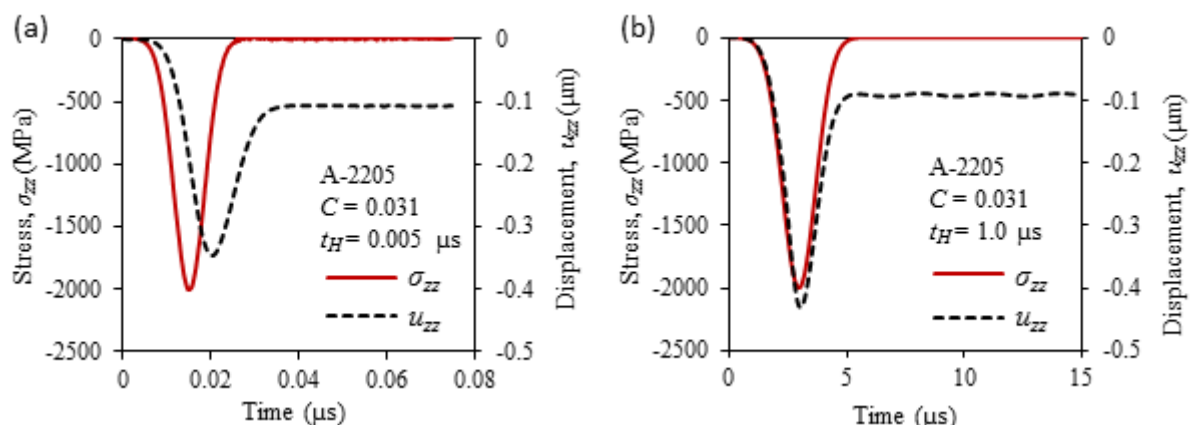 (a)
0
-500
-1000
-1500
-2000
-2500
Stress, σzz (MPa)
0
0.02
0.04
0.06
0.08
Time (µs)
0
-0.1
-0.2
-0.3
-0.4
-0.5
Displacement, uzz (µm)
A-2205
C = 0.031
tH = 0.005 µs
σzz
uzz
(b)
0
-500
-1000
-1500
-2000
-2500
Stress, σzz (MPa)
0
5
10
15
Time (µs)
0
-0.1
-0.2
-0.3
-0.4
-0.5
Displacement, uzz (µm)
A-2205
C = 0.031
tH = 1.0 µs
σzz
uzz